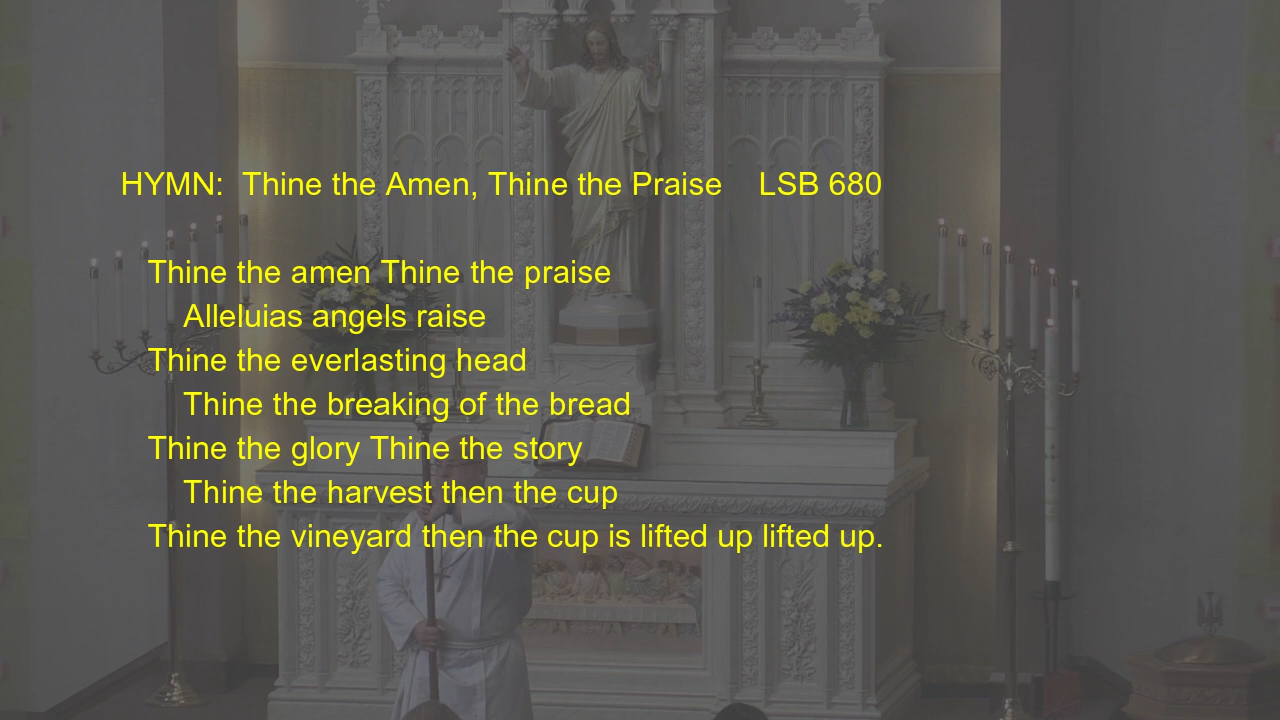 HYMN:  Thine the Amen, Thine the Praise    LSB 680
Thine the amen Thine the praise
Alleluias angels raise
Thine the everlasting head
Thine the breaking of the bread
Thine the glory Thine the story
Thine the harvest then the cup
Thine the vineyard then the cup is lifted up lifted up.